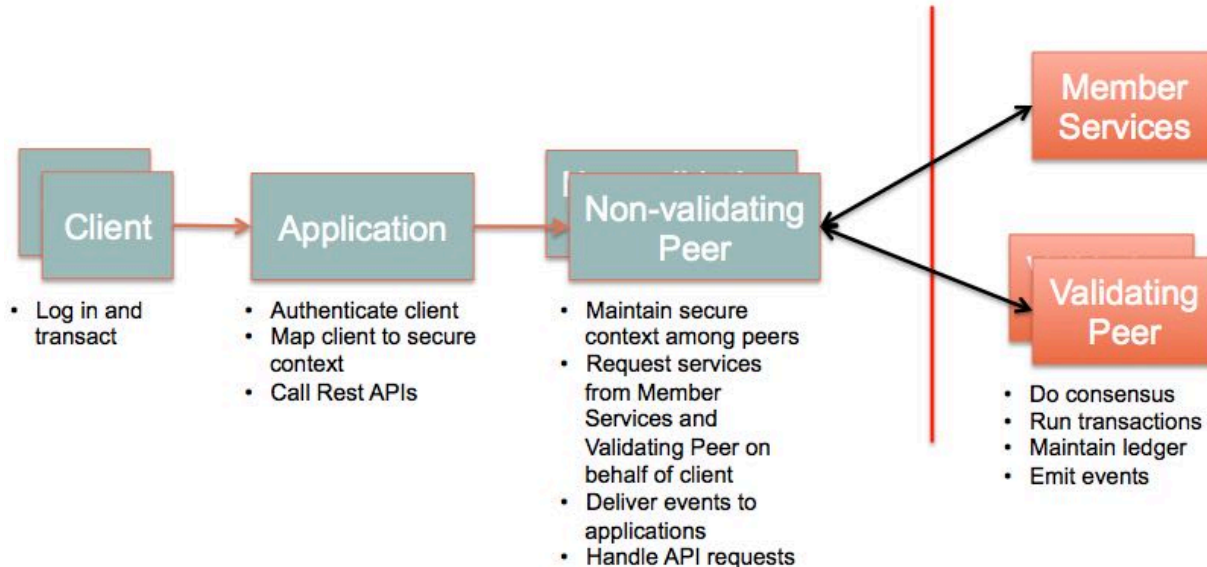 Client
• Log in and
transact
Application
• Authenticate client
• Map client to secure
context
• Call Rest APIs
Non-validating
Peer
• Maintain secure
context among peers
• Request services
from Member
Services and
Validating Peer on
behalf of client
• Deliver events to
applications
• Handle API requests
Member
Services
Validating
Peer
• Do consensus
• Run transactions
• Maintain ledger
• Emit events